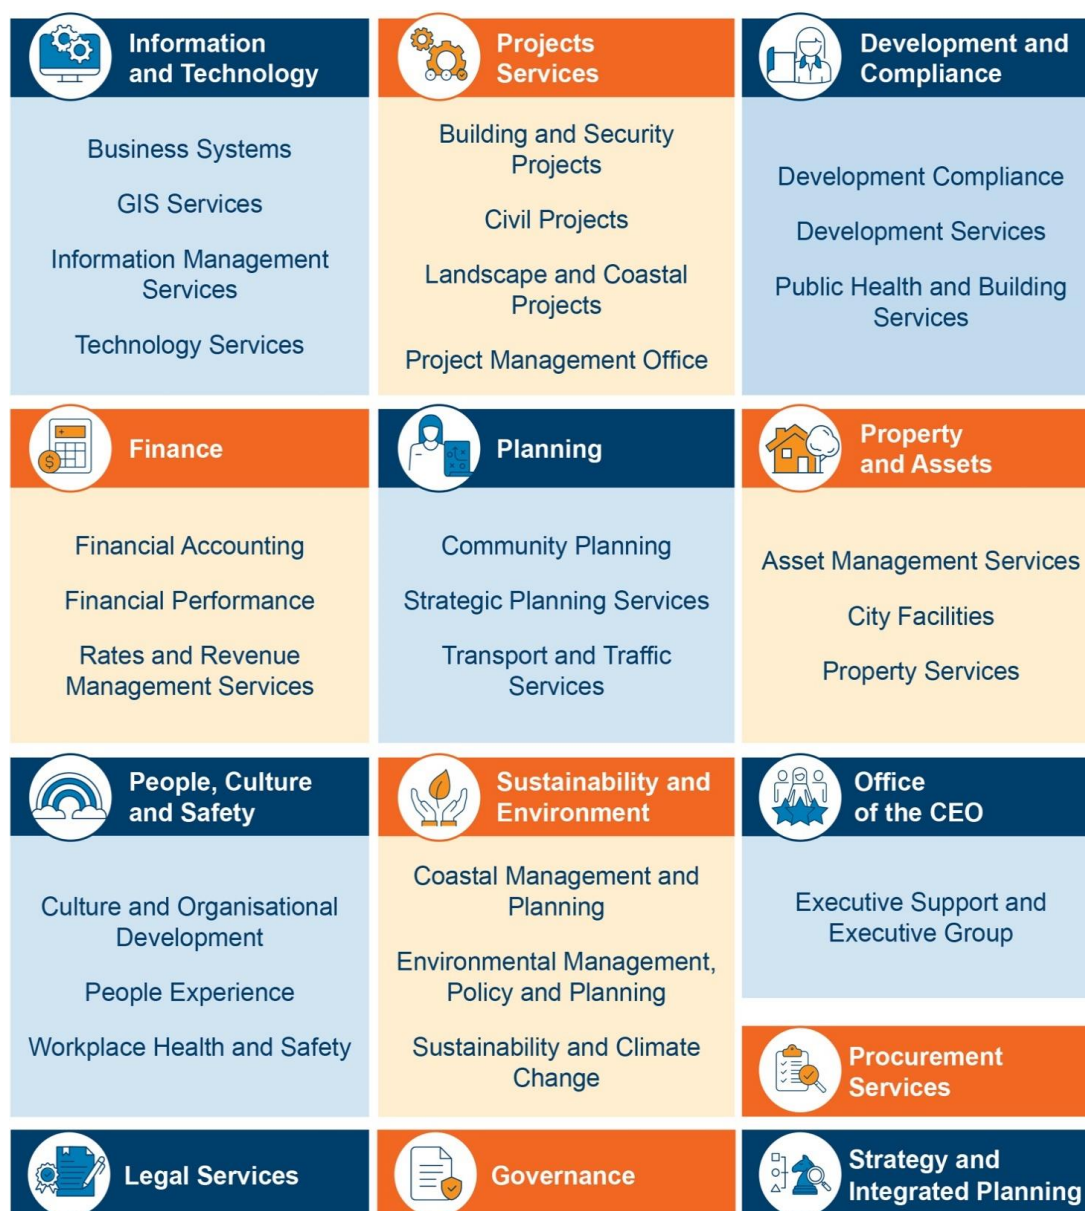 Information
and Technology
Business Systems
GIS Services
Information Management
Services
Technology Services
Projects
Services
Building and Security
Projects
Civil Projects
Landscape and Coastal
Projects
Project Management Office
Development and
Compliance
Development Compliance
Development Services
Public Health and Building
Services
Finance
Financial Accounting
Financial Performance
Rates and Revenue
Management Services
Planning
Community Planning
Strategic Planning Services
Transport and Traffic
Services
Property
and Assets
Asset Management Services
City Facilities
Property Services
People, Culture
and Safety
Culture and Organisational
Development
People Experience
Workplace Health and Safety
Sustainability and
Environment
Coastal Management and
Planning
Environmental Management,
Policy and Planning
Sustainability and Climate
Change
Office
of the CEO
Executive Support and
Executive Group
Procurement
Services
Legal Services
Governance
Strategy and
Integrated Planning